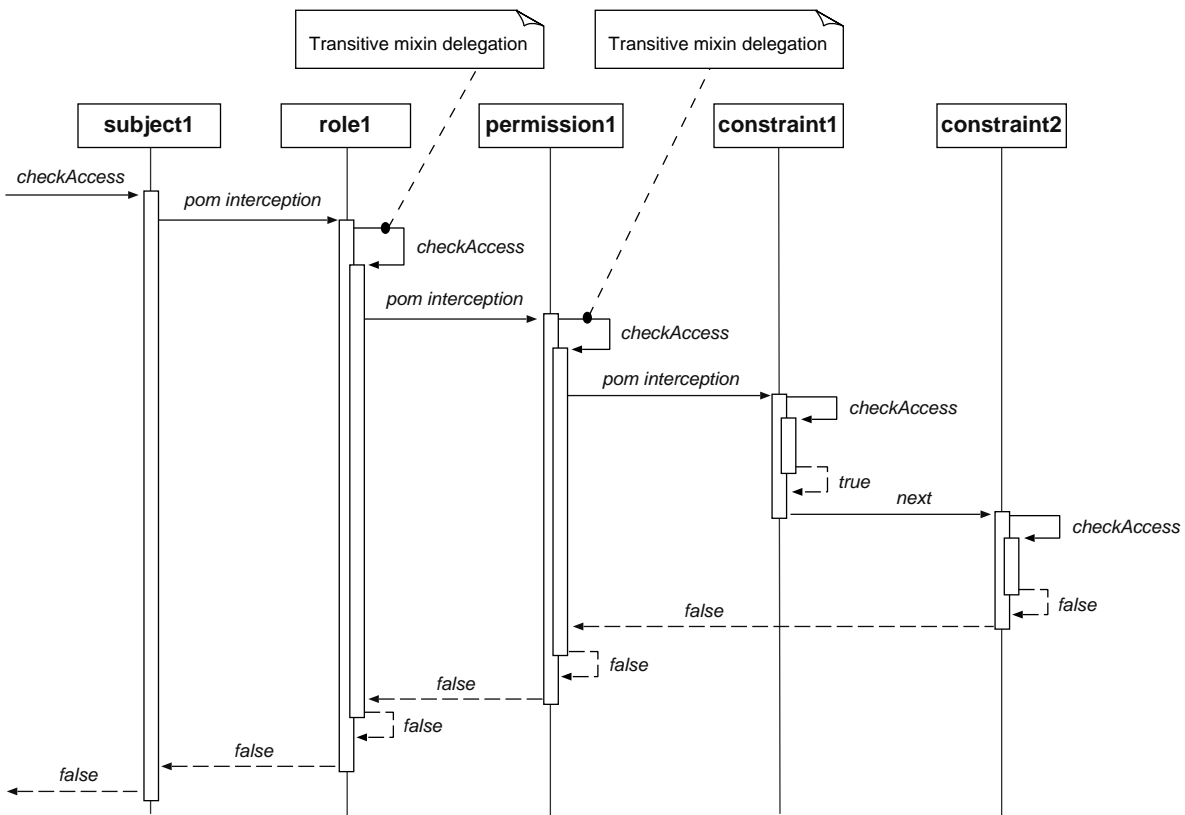 Transitive mixin delegation
Transitive mixin delegation
subject1
role1
permission1
constraint1
constraint2
checkAccess
pom interception
checkAccess
pom interception
checkAccess
pom interception
checkAccess
true
next
checkAccess
false
false
false
false
false
false
false